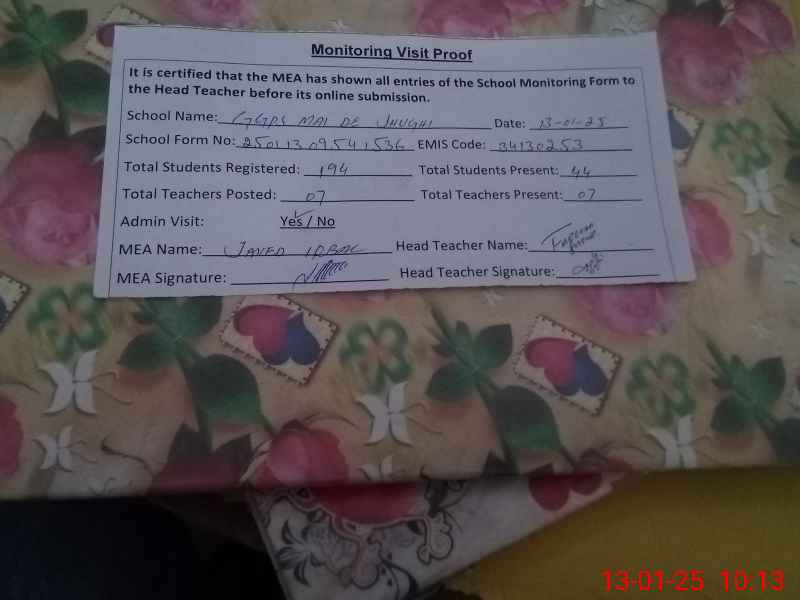 Monitoring Visit Proof
It is certified that the MEA has shown all entries of the School Monitoring Form to
the Head Teacher before its online submission.
School Name: GGPS MAI DE JHUGHI Date: 13-01-25
School Form No: 25011309541536 EMIS Code: 34130253
Total Students Registered: 194 Total Students Present: 44
Total Teachers Posted: 07 Total Teachers Present: 07
Admin Visit: Yes / No
MEA Name: JAVED IQBAL Head Teacher Name:
MEA Signature: Head Teacher Signature:
13-01-25 10:13